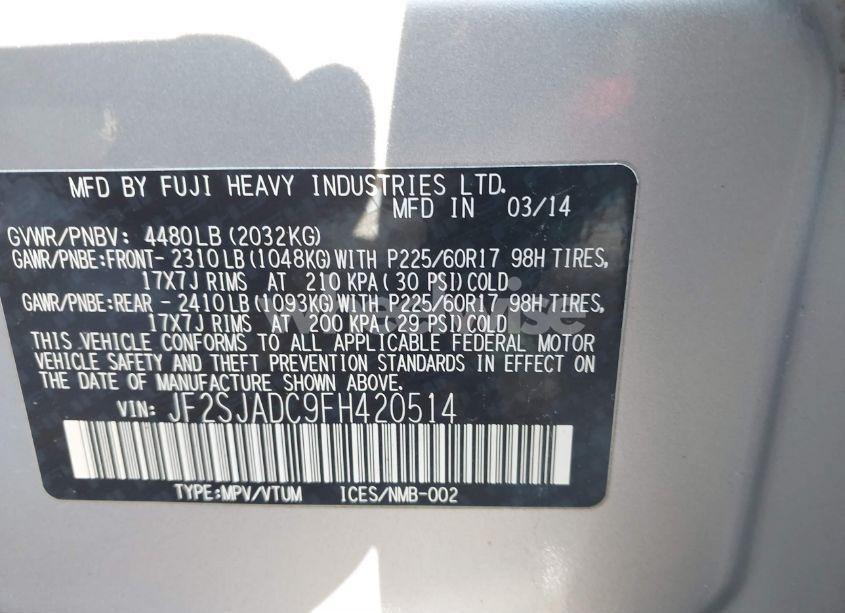 MFD BY FUJI HEAVY INDUSTRIES LTD.
MFD IN 03/14
GVWR/PNBV: 4480LB (2032KG)
GAWR/PNBE:FRONT- 2310LB (1048KG) WITH P225/60R17 98H TIRES,
17X7J RIMS AT 210 KPA( 30 PSI) COLD
GAWR/PNBE:REAR - 2410LB (1093KG) WITH P225/60R17 98H TIRES,
17X7J RIMS AT 200 KPA( 29 PSI) COLD
THIS VEHICLE CONFORMS TO ALL APPLICABLE FEDERAL MOTOR
VEHICLE SAFETY AND THEFT PREVENTION STANDARDS IN EFFECT ON
THE DATE OF MANUFACTURE SHOWN ABOVE.
VIN: JF2SJADC9FH420514
TYPE:MPV/VTUM ICES/NMB-002